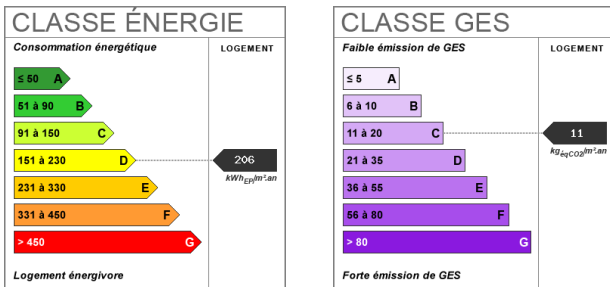 CLASSE ÉNERGIE
Consommation énergétique
LOGEMENT
≤ 50 A
51 à 90 B
91 à 150 C
151 à 230 D
206
kWhEP/m².an
231 à 330 E
331 à 450 F
> 450 G
Logement énergivore
CLASSE GES
Faible émission de GES
LOGEMENT
≤ 5 A
6 à 10 B
11 à 20 C
11
kgéqCO2/m².an
21 à 35 D
36 à 55 E
56 à 80 F
> 80 G
Forte émission de GES